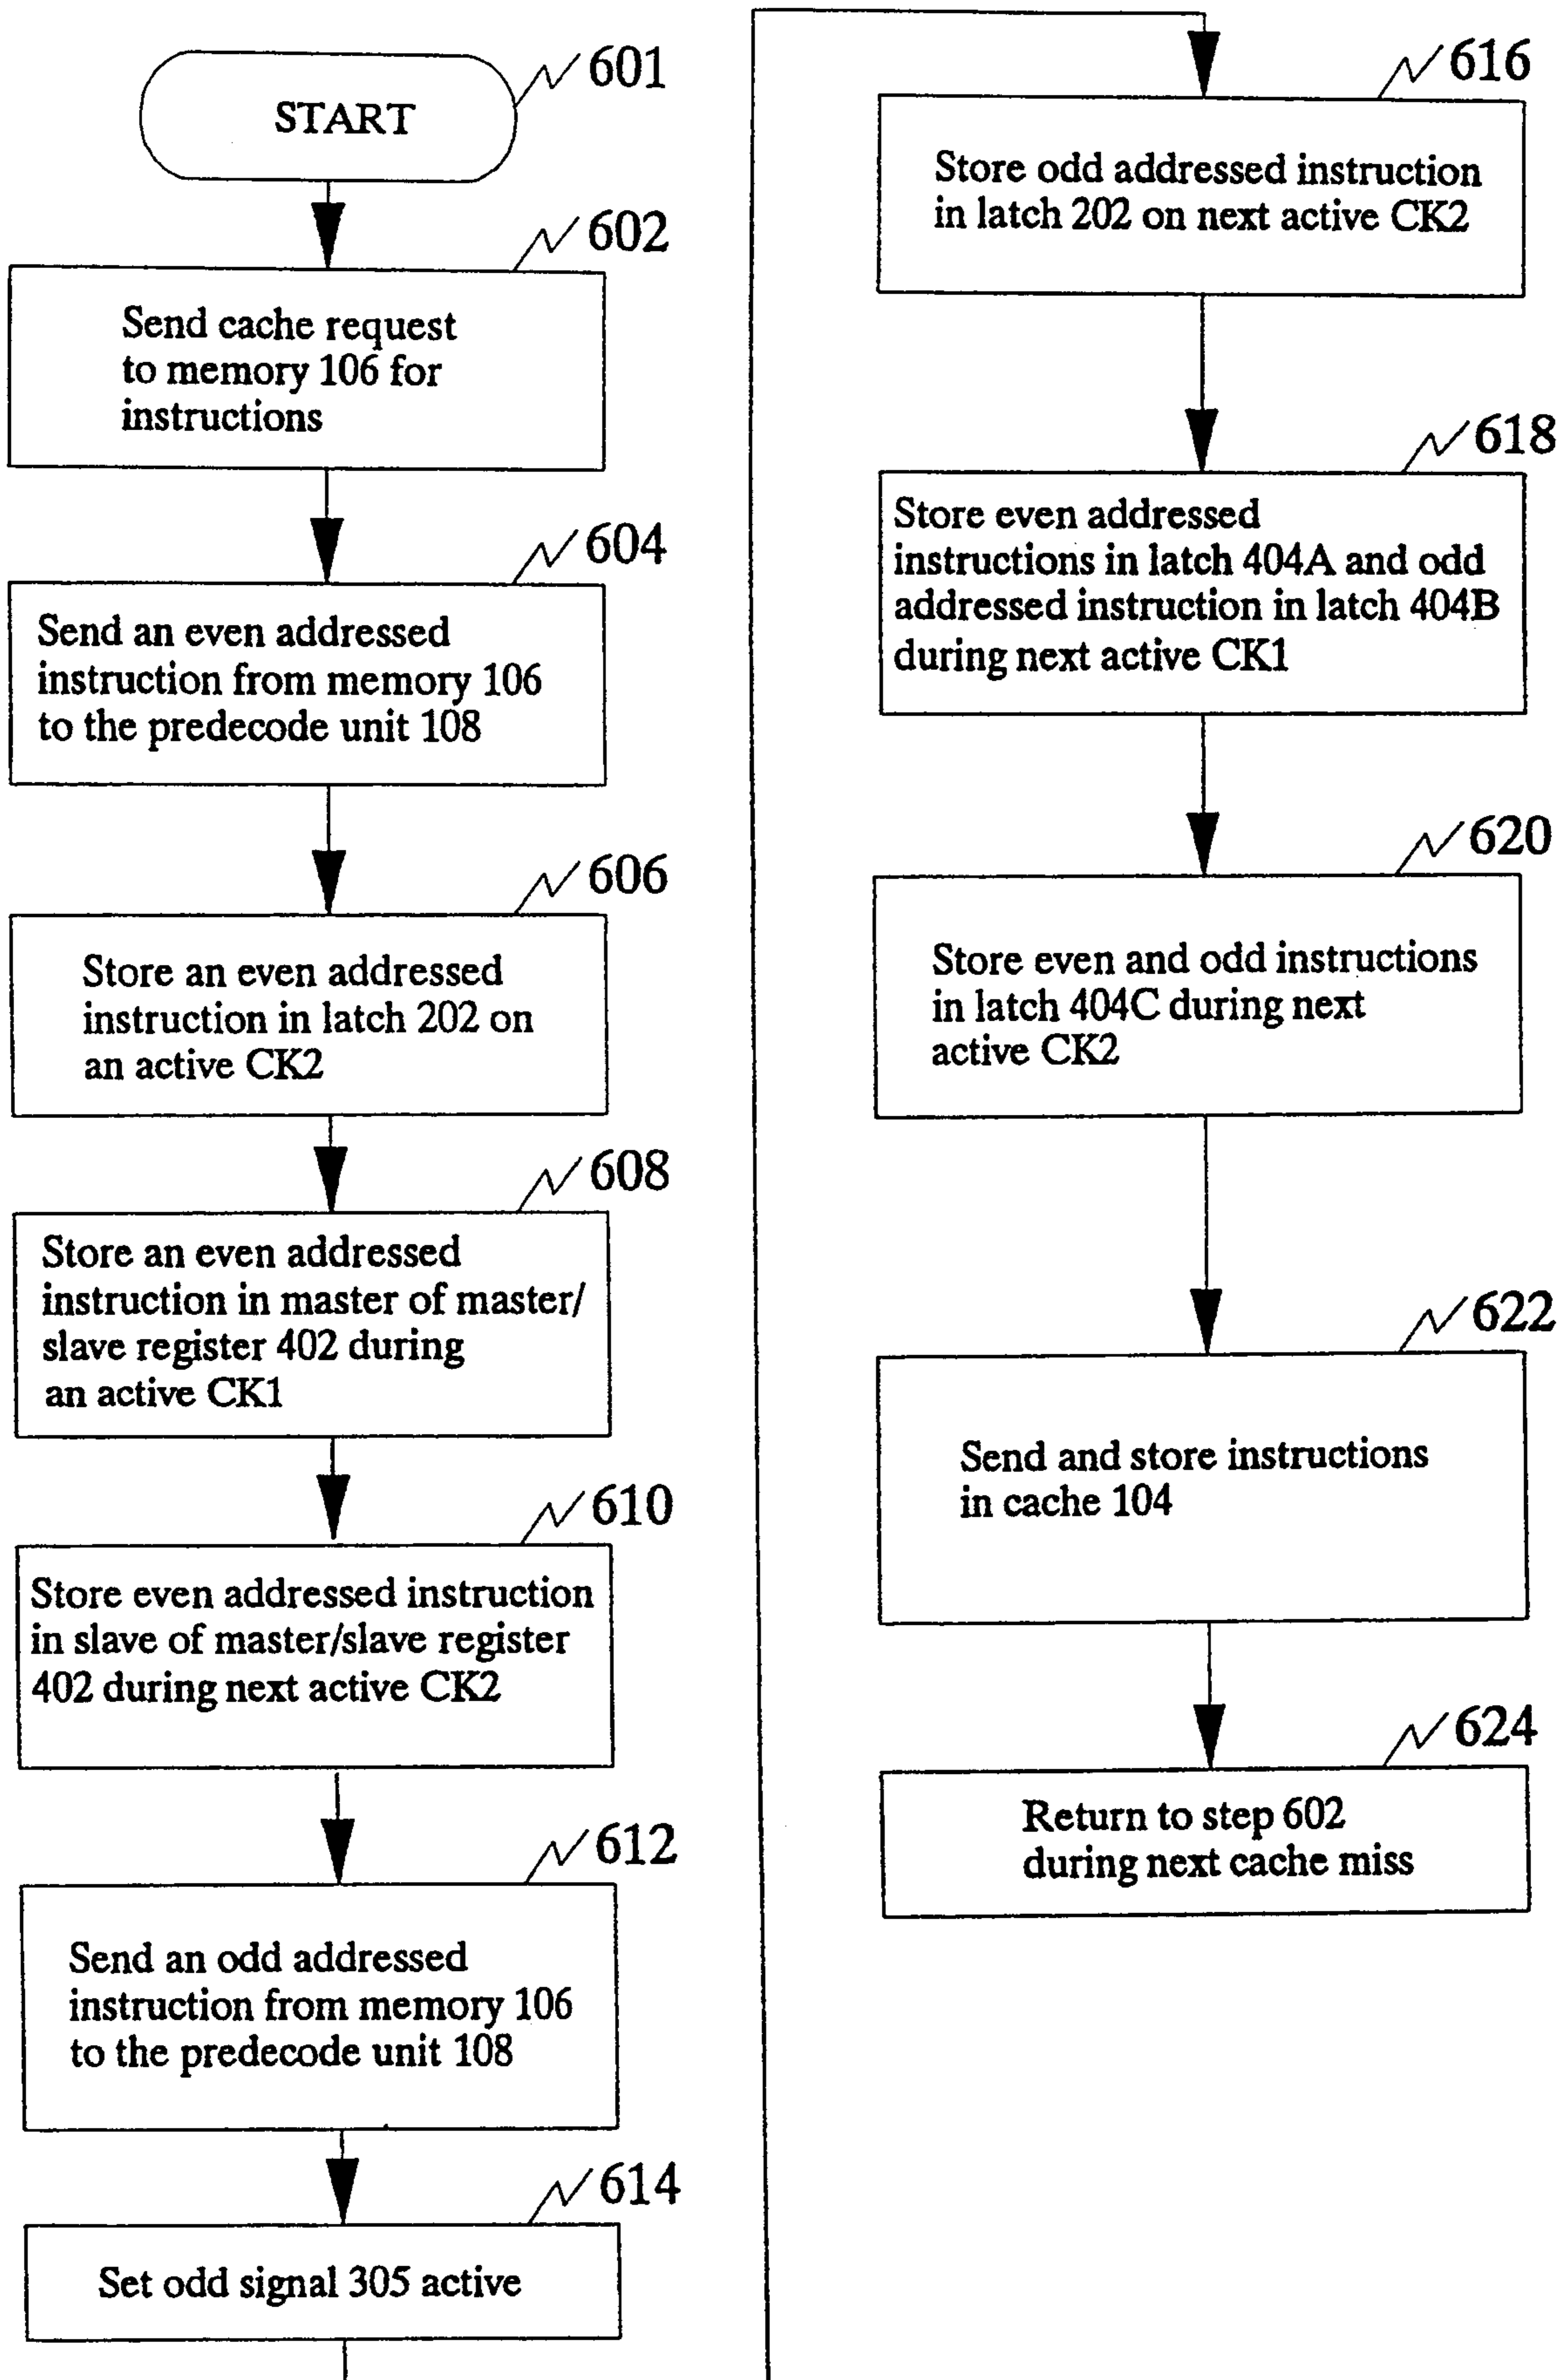 601
START
602
Send cache request
to memory 106 for
instructions
604
Send an even addressed
instruction from memory 106
to the predecode unit 108
606
Store an even addressed
instruction in latch 202 on
an active CK2
608
Store an even addressed
instruction in master of master/
slave register 402 during
an active CK1
610
Store even addressed instruction
in slave of master/slave register
402 during next active CK2
612
Send an odd addressed
instruction from memory 106
to the predecode unit 108
614
Set odd signal 305 active
616
Store odd addressed instruction
in latch 202 on next active CK2
618
Store even addressed
instructions in latch 404A and odd
addressed instruction in latch 404B
during next active CK1
620
Store even and odd instructions
in latch 404C during next
active CK2
622
Send and store instructions
in cache 104
624
Return to step 602
during next cache miss